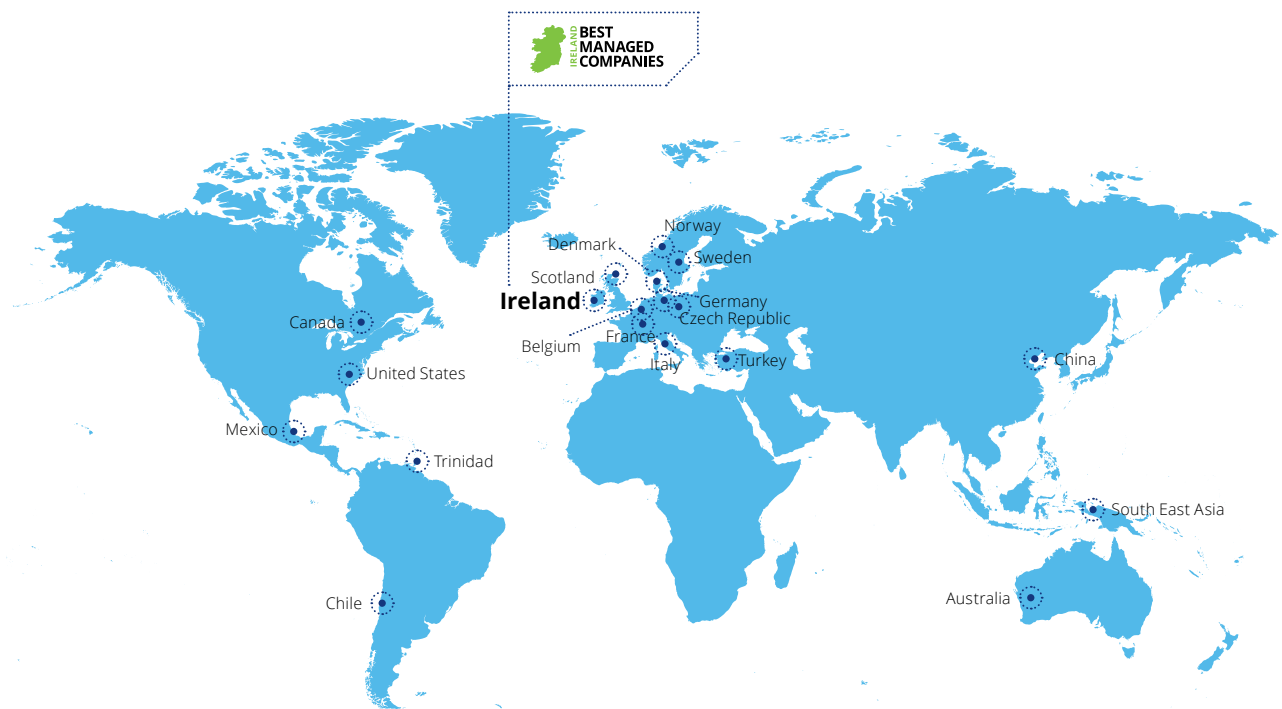 IRELAND
BEST
MANAGED
COMPANIES
Norway
Denmark
Sweden
Scotland
Ireland
Germany
Czech Republic
Canada
France
Belgium
Italy
Turkey
China
United States
Mexico
Trinidad
South East Asia
Chile
Australia